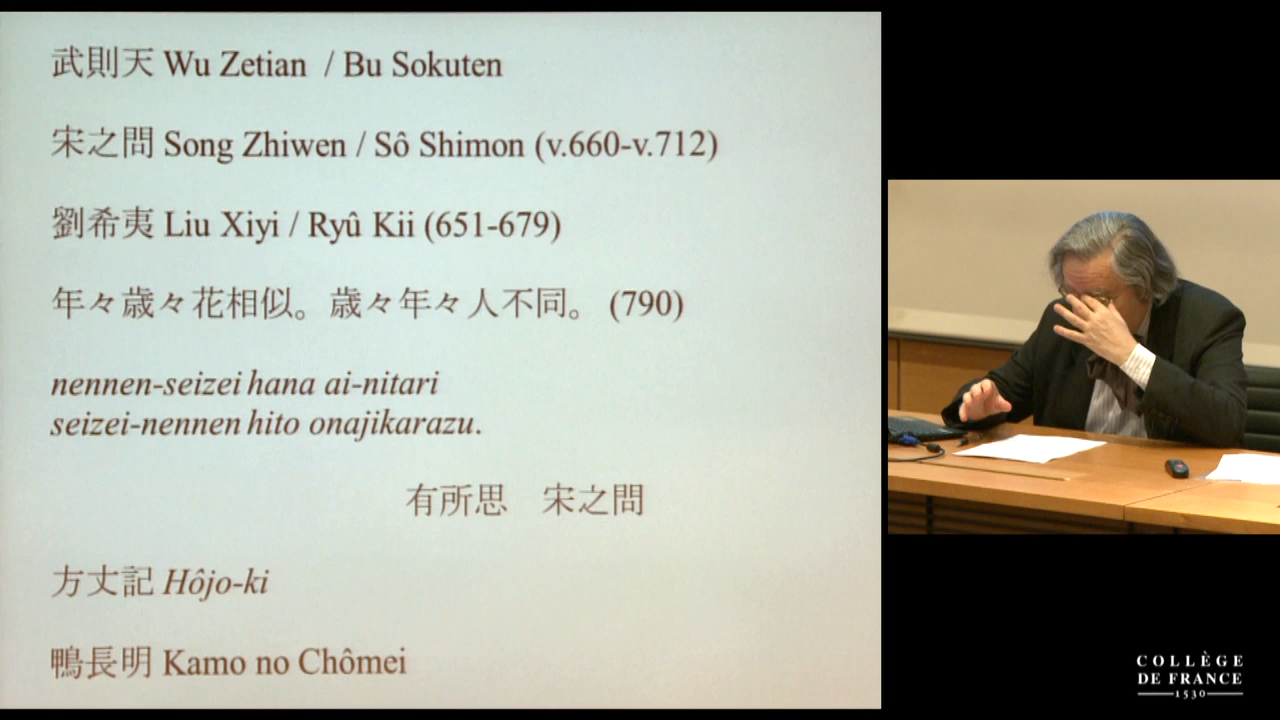 武則天 Wu Zetian / Bu Sokuten
宋之問 Song Zhiwen / Sô Shimon (v.660-v.712)
劉希夷 Liu Xiyi / Ryû Kii (651-679)
年々歳々花相似。歳々年々人不同。 (790)
nennen-seizei hana ai-nitari
seizei-nennen hito onajikarazu.
有所思　宋之問
方丈記 Hôjo-ki
鴨長明 Kamo no Chômei
COLLÈGE
DE FRANCE
1530